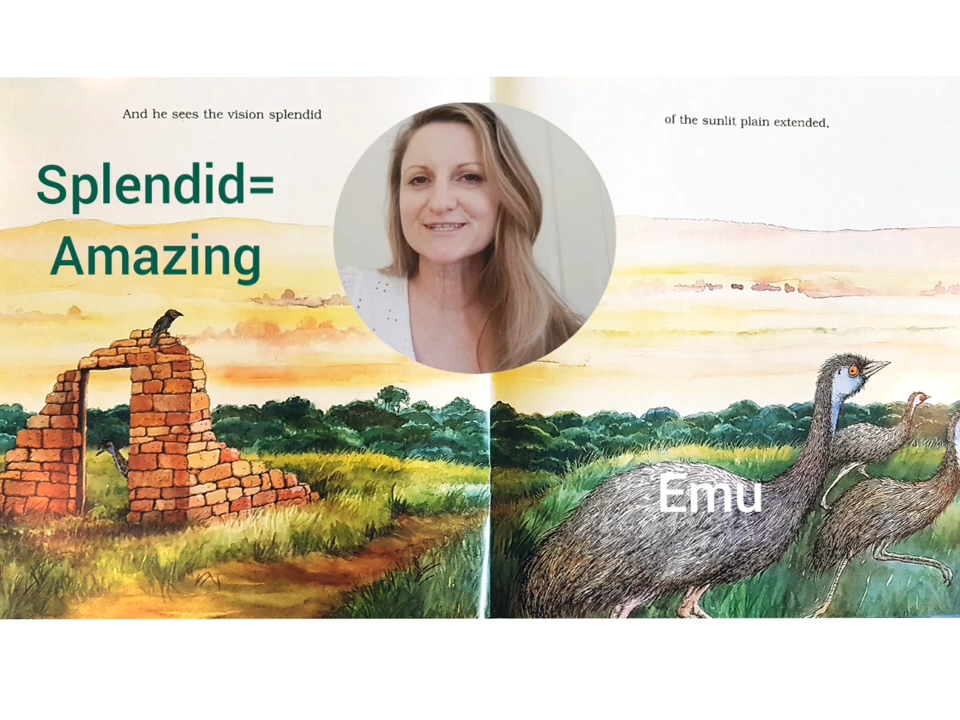 And he sees the vision splendid
of the sunlit plain extended,
Splendid=
Amazing
Emu